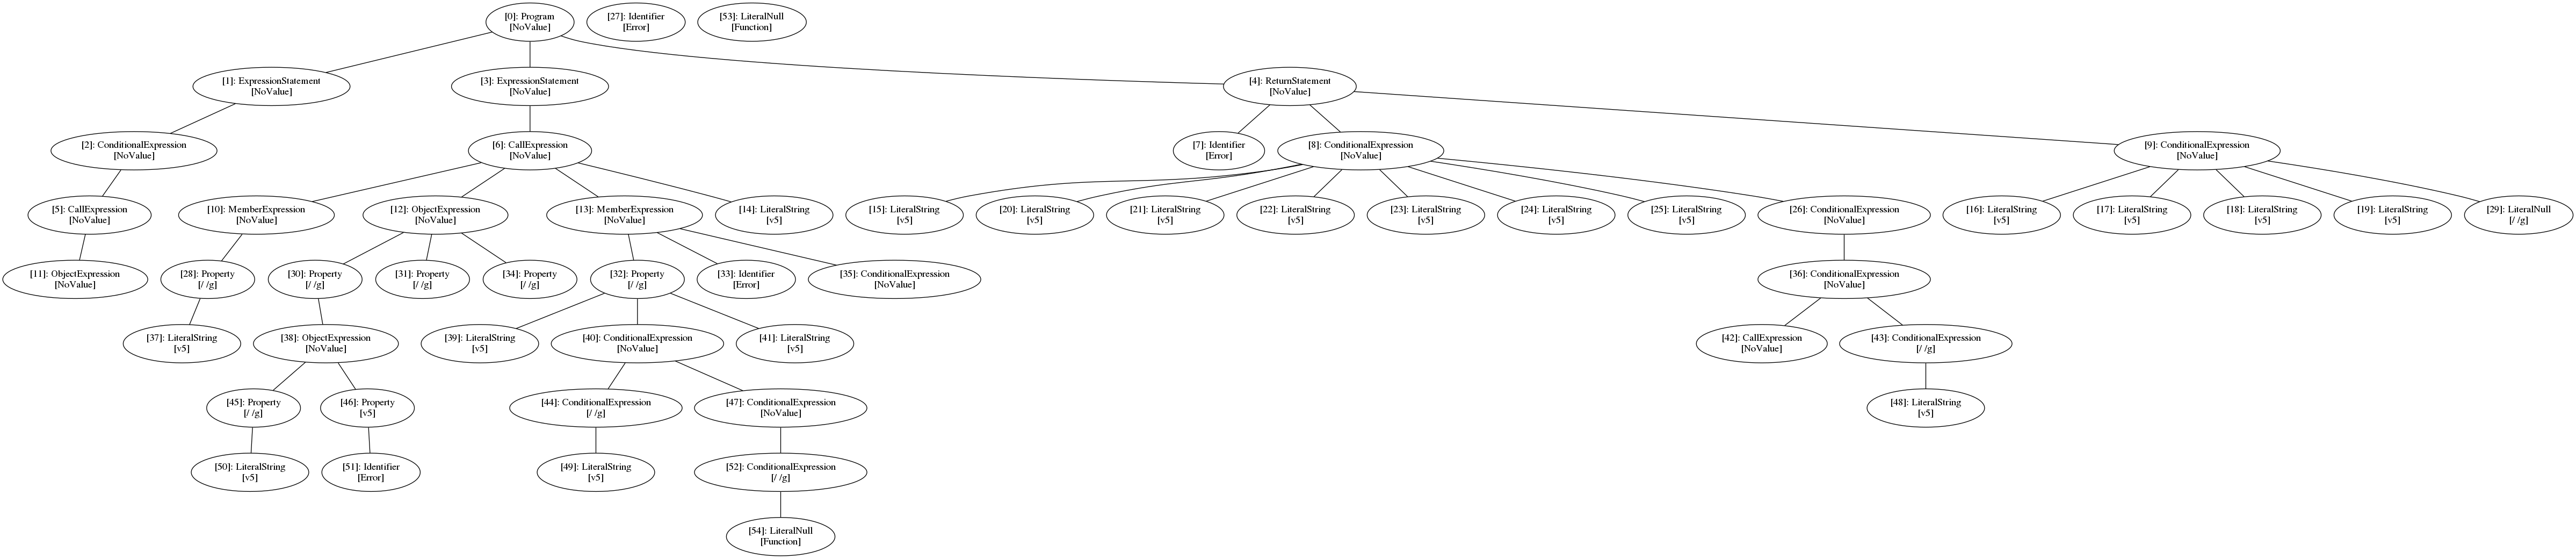 [0]: Program
[NoValue]
[27]: Identifier
[Error]
[53]: LiteralNull
[Function]
[1]: ExpressionStatement
[NoValue]
[3]: ExpressionStatement
[NoValue]
[4]: ReturnStatement
[NoValue]
[2]: ConditionalExpression
[NoValue]
[6]: CallExpression
[NoValue]
[7]: Identifier
[Error]
[8]: ConditionalExpression
[NoValue]
[9]: ConditionalExpression
[NoValue]
[5]: CallExpression
[NoValue]
[10]: MemberExpression
[NoValue]
[12]: ObjectExpression
[NoValue]
[13]: MemberExpression
[NoValue]
[14]: LiteralString
[v5]
[15]: LiteralString
[v5]
[20]: LiteralString
[v5]
[21]: LiteralString
[v5]
[22]: LiteralString
[v5]
[23]: LiteralString
[v5]
[24]: LiteralString
[v5]
[25]: LiteralString
[v5]
[26]: ConditionalExpression
[NoValue]
[16]: LiteralString
[v5]
[17]: LiteralString
[v5]
[18]: LiteralString
[v5]
[19]: LiteralString
[v5]
[29]: LiteralNull
[/ /g]
[11]: ObjectExpression
[NoValue]
[28]: Property
[/ /g]
[30]: Property
[/ /g]
[31]: Property
[/ /g]
[34]: Property
[/ /g]
[32]: Property
[/ /g]
[33]: Identifier
[Error]
[35]: ConditionalExpression
[NoValue]
[36]: ConditionalExpression
[NoValue]
[37]: LiteralString
[v5]
[38]: ObjectExpression
[NoValue]
[39]: LiteralString
[v5]
[40]: ConditionalExpression
[NoValue]
[41]: LiteralString
[v5]
[42]: CallExpression
[NoValue]
[43]: ConditionalExpression
[/ /g]
[45]: Property
[/ /g]
[46]: Property
[v5]
[44]: ConditionalExpression
[/ /g]
[47]: ConditionalExpression
[NoValue]
[48]: LiteralString
[v5]
[50]: LiteralString
[v5]
[51]: Identifier
[Error]
[49]: LiteralString
[v5]
[52]: ConditionalExpression
[/ /g]
[54]: LiteralNull
[Function]